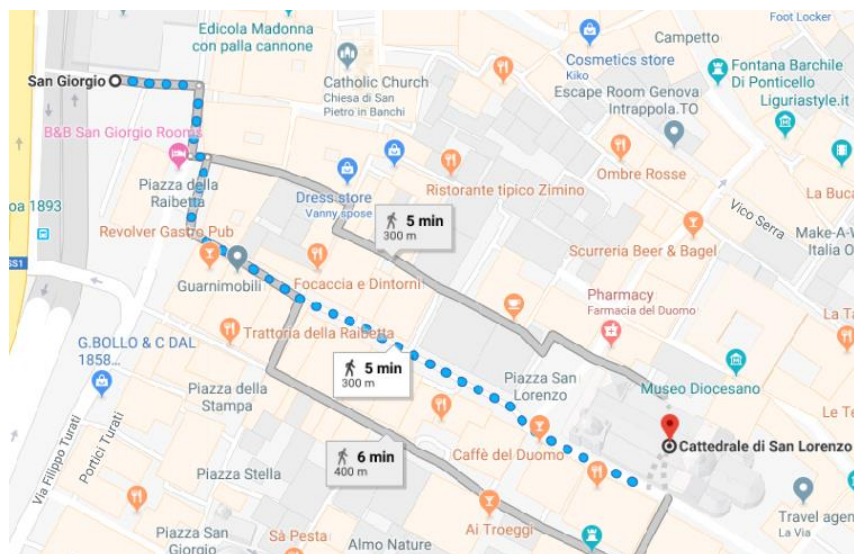 Foot Locker
Edicola Madonna
con palla cannone
Campetto
Cosmetics store
Kiko
Fontana Barchile
Di Ponticello
San Giorgio
Catholic Church
Chiesa di San
Pietro in Banchi
Escape Room Genova
Intrappola.TO
Liguriastyle.it
B&B San Giorgio Rooms
Piazza della
Raibetta
Dress store
Vanny spose
Ristorante tipico Zimino
Ombre Rosse
La Buca
Vico Serra
oa 1893
Revolver Gastro Pub
5 min
300 m
Make-A-W
Italia O
Scurreria Beer & Bagel
SS1
Guarnimobili
Focaccia e Dintorni
Pharmacy
Farmacia del Duomo
La Ta
Trattoria della Raibetta
G.BOLLO & C DAL
1858...
5 min
300 m
Piazza San
Lorenzo
Museo Diocesano
Piazza della
Stampa
La Te
Via Filippo Turati
Portici Turati
6 min
400 m
Caffè del Duomo
Cattedrale di San Lorenzo
Piazza Stella
Travel agen
La Via
Piazza San
Giorgio
Sà Pesta
Almo Nature
Ai Troeggi